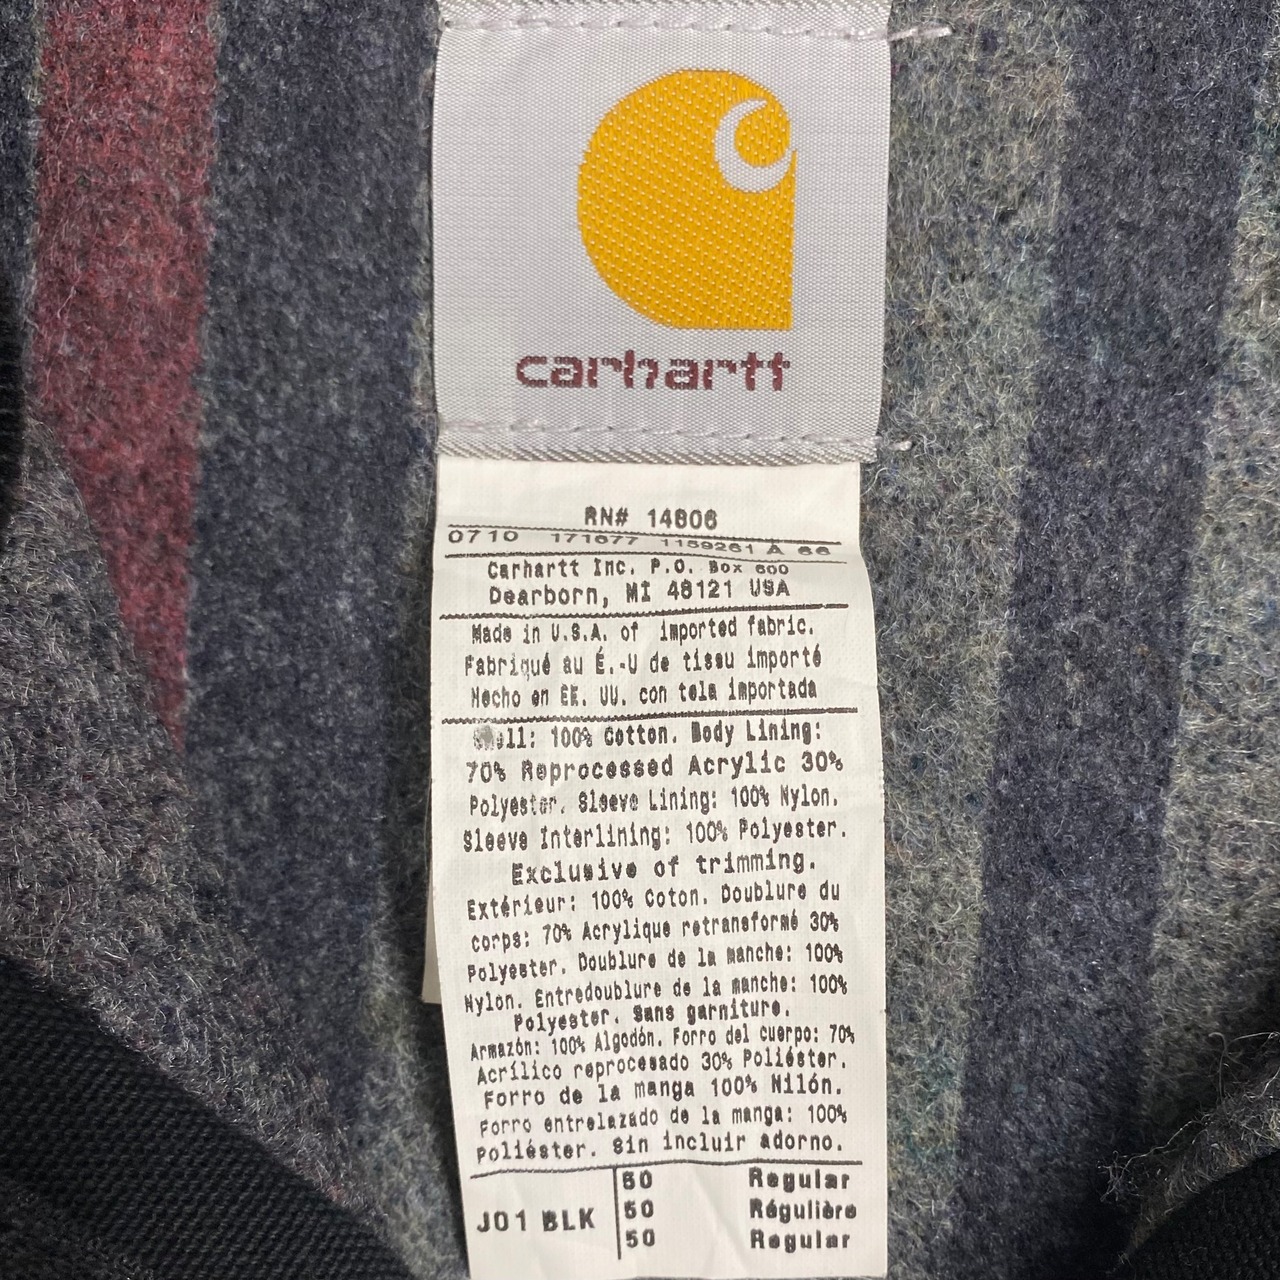 carhartt
RN# 14806
0710 171677 1159261 A 66
Carhartt Inc. P.O. Box 600
Dearborn, MI 48121 USA
Made in U.S.A. of imported fabric.
Fabriqué au É.-U de tissu importé
Hecho en EE. UU. con tela importada
Shell: 100% Cotton. Body Lining:
70% Reprocessed Acrylic 30%
Polyester. Sleeve Lining: 100% Nylon.
Sleeve Interlining: 100% Polyester.
Exclusive of trimming.
Extérieur: 100% Coton. Doublure du
corps: 70% Acrylique retransformé 30%
Polyester. Doublure de la manche: 100%
Nylon. Entredoublure de la manche: 100%
Polyester. Sans garniture.
Armazón: 100% Algodón. Forro del cuerpo: 70%
Acrílico reprocesado 30% Poliéster.
Forro de la manga 100% Nilón.
Forro entrelazado de la manga: 100%
Poliéster. Sin incluir adorno.
J01 BLK
50 Regular
50 Régulière
50 Regular